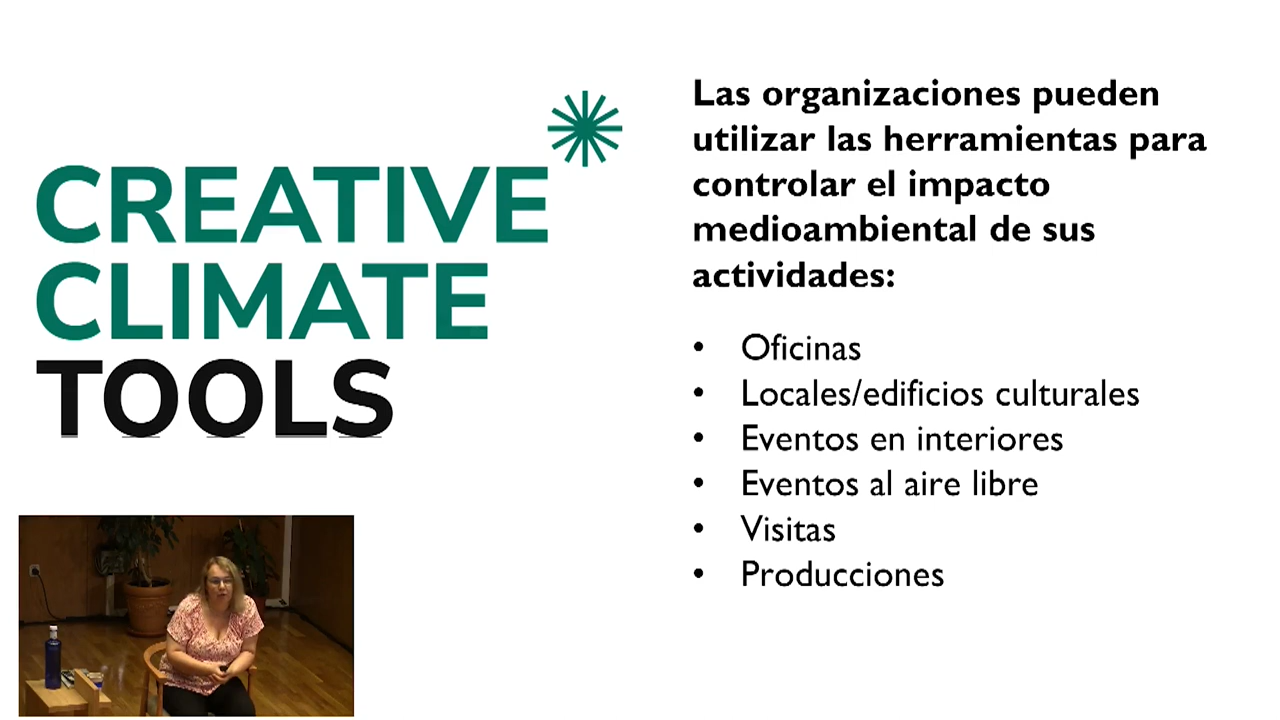 CREATIVE
CLIMATE
TOOLS
Las organizaciones pueden
utilizar las herramientas para
controlar el impacto
medioambiental de sus
actividades:
• Oficinas
• Locales/edificios culturales
• Eventos en interiores
• Eventos al aire libre
• Visitas
• Producciones